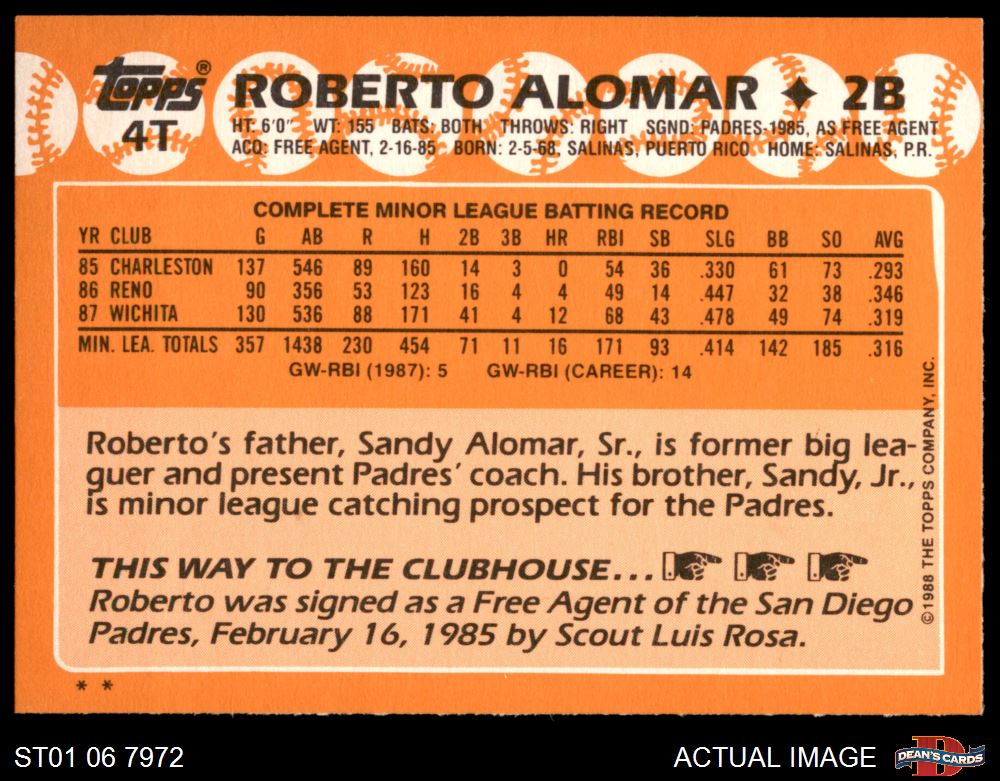 Topps®
4T
ROBERTO ALOMAR ✦ 2B
HT: 6'0" WT: 155 BATS: BOTH THROWS: RIGHT SGND: PADRES-1985, AS FREE AGENT
ACQ: FREE AGENT, 2-16-85 BORN: 2-5-68, SALINAS, PUERTO RICO HOME: SALINAS, P.R.
COMPLETE MINOR LEAGUE BATTING RECORD
YR CLUB G AB R H 2B 3B HR RBI SB SLG BB SO AVG
85 CHARLESTON 137 546 89 160 14 3 0 54 36 .330 61 73 .293
86 RENO 90 356 53 123 16 4 4 49 14 .447 32 38 .346
87 WICHITA 130 536 88 171 41 4 12 68 43 .478 49 74 .319
MIN. LEA. TOTALS 357 1438 230 454 71 11 16 171 93 .414 142 185 .316
GW-RBI (1987): 5 GW-RBI (CAREER): 14
Roberto's father, Sandy Alomar, Sr., is former big lea-
guer and present Padres' coach. His brother, Sandy, Jr.,
is minor league catching prospect for the Padres.
THIS WAY TO THE CLUBHOUSE...
Roberto was signed as a Free Agent of the San Diego
Padres, February 16, 1985 by Scout Luis Rosa.
©1988 THE TOPPS COMPANY, INC.
* *
ST01 06 7972
ACTUAL IMAGE
DEAN'S CARDS